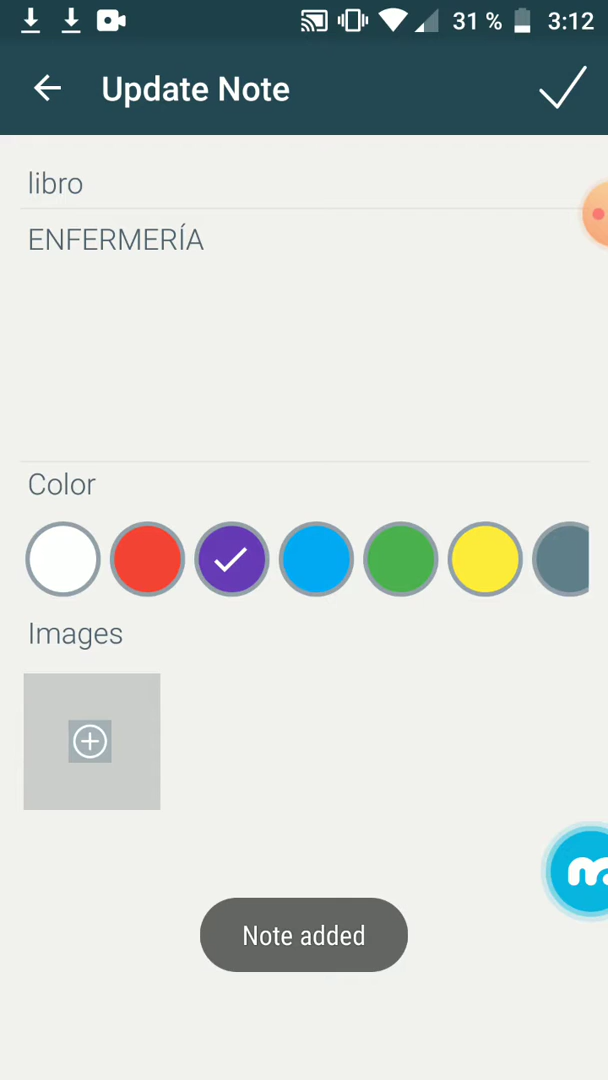 31 % 3:12
Update Note
libro
ENFERMERÍA
Color
Images
Note added